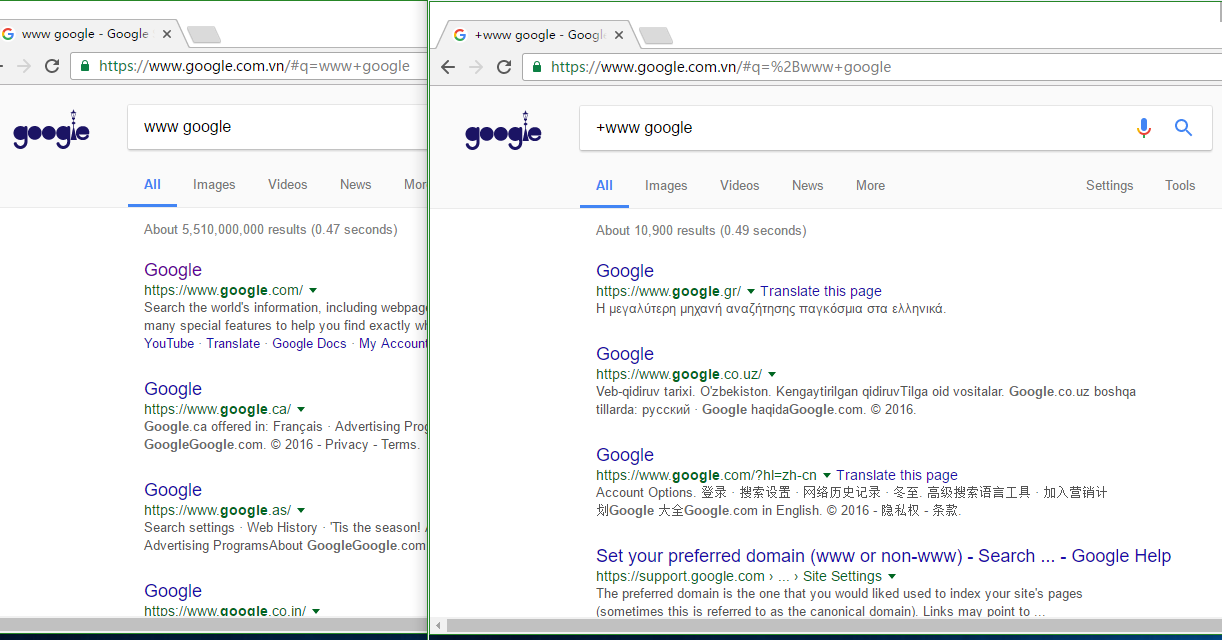 www google - Google
https://www.google.com.vn/#q=www+google
google
www google
All Images Videos News Mor
About 5,510,000,000 results (0.47 seconds)
Google
https://www.google.com/
Search the world's information, including webpage
many special features to help you find exactly wh
YouTube · Translate · Google Docs · My Account
Google
https://www.google.ca/
Google.ca offered in: Français · Advertising Prog
GoogleGoogle.com. © 2016 - Privacy - Terms.
Google
https://www.google.as/
Search settings · Web History · 'Tis the season! A
Advertising ProgramsAbout GoogleGoogle.com
Google
https://www.google.co.in/
+www google - Googl
https://www.google.com.vn/#q=%2Bwww+google
google
+www google
All Images Videos News More Settings Tools
About 10,900 results (0.49 seconds)
Google
https://www.google.gr/ Translate this page
Η μεγαλύτερη μηχανή αναζήτησης παγκόσμια στα ελληνικά.
Google
https://www.google.co.uz/
Veb-qidiruv tarixi. O'zbekiston. Kengaytirilgan qidiruvTilga oid vositalar. Google.co.uz boshqa
tillarda: русский · Google haqidaGoogle.com. © 2016.
Google
https://www.google.com/?hl=zh-cn Translate this page
Account Options. 登录 · 搜索设置 · 网络历史记录 · 冬至. 高级搜索语言工具 · 加入营销计
划Google 大全Google.com in English. © 2016 - 隐私权 - 条款.
Set your preferred domain (www or non-www) - Search ... - Google Help
https://support.google.com › ... › Site Settings
The preferred domain is the one that you would liked used to index your site's pages
(sometimes this is referred to as the canonical domain). Links may point to ...